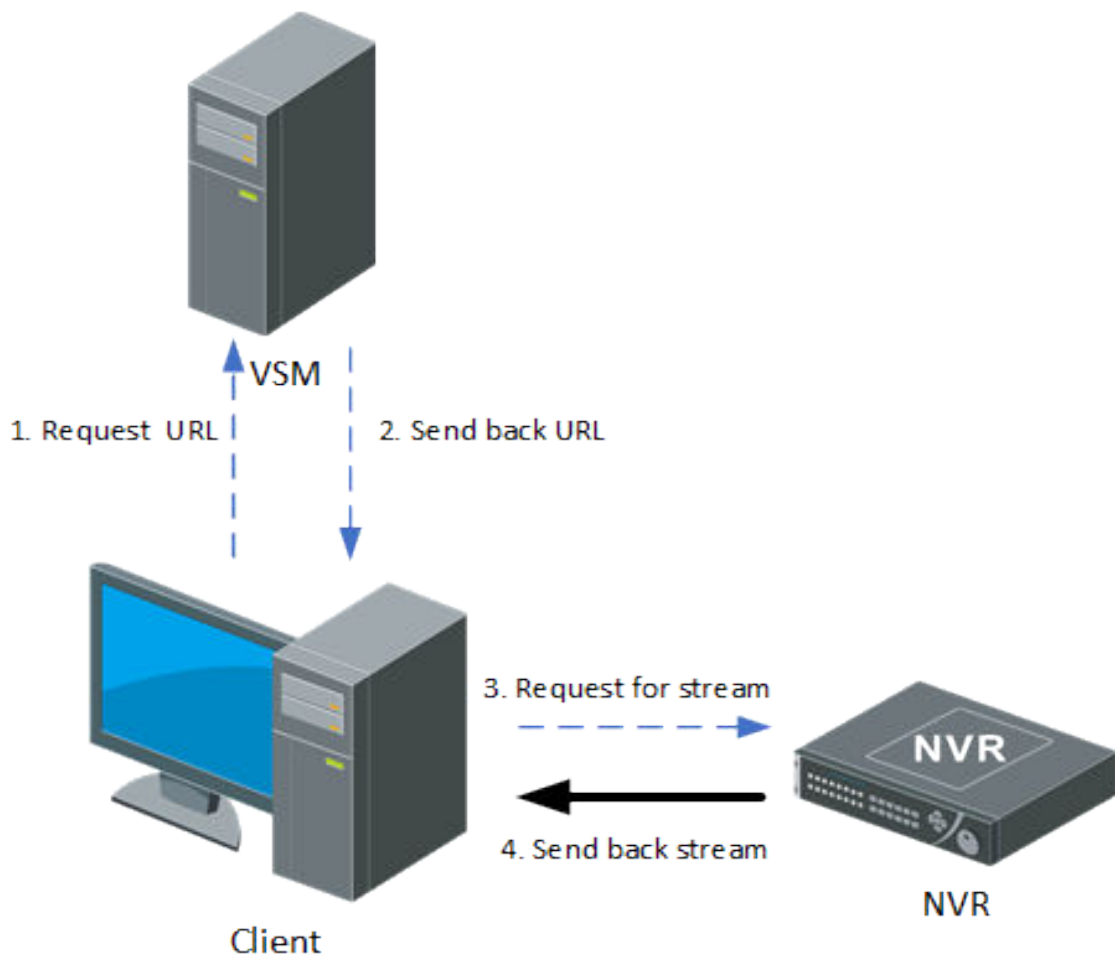 VSM
1. Request URL
2. Send back URL
3. Request for stream
NVR
4. Send back stream
NVR
Client